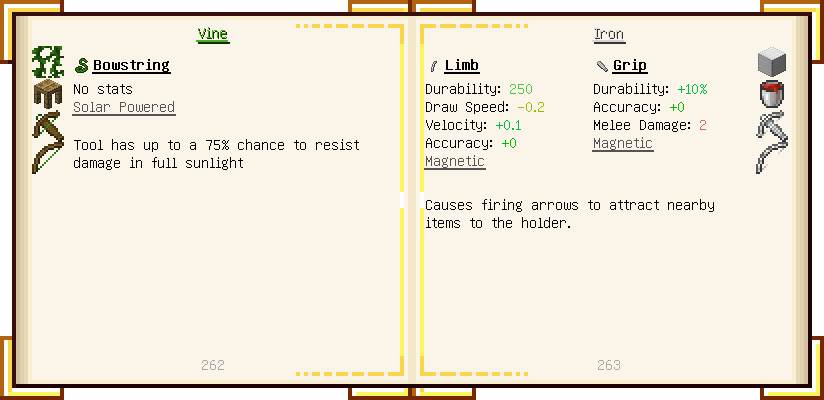 Vine
Bowstring
No stats
Solar Powered
Tool has up to a 75% chance to resist
damage in full sunlight
262
Iron
Limb
Durability: 250
Draw Speed: -0.2
Velocity: +0.1
Accuracy: +0
Magnetic
Grip
Durability: +10%
Accuracy: +0
Melee Damage: 2
Magnetic
Causes firing arrows to attract nearby
items to the holder.
263